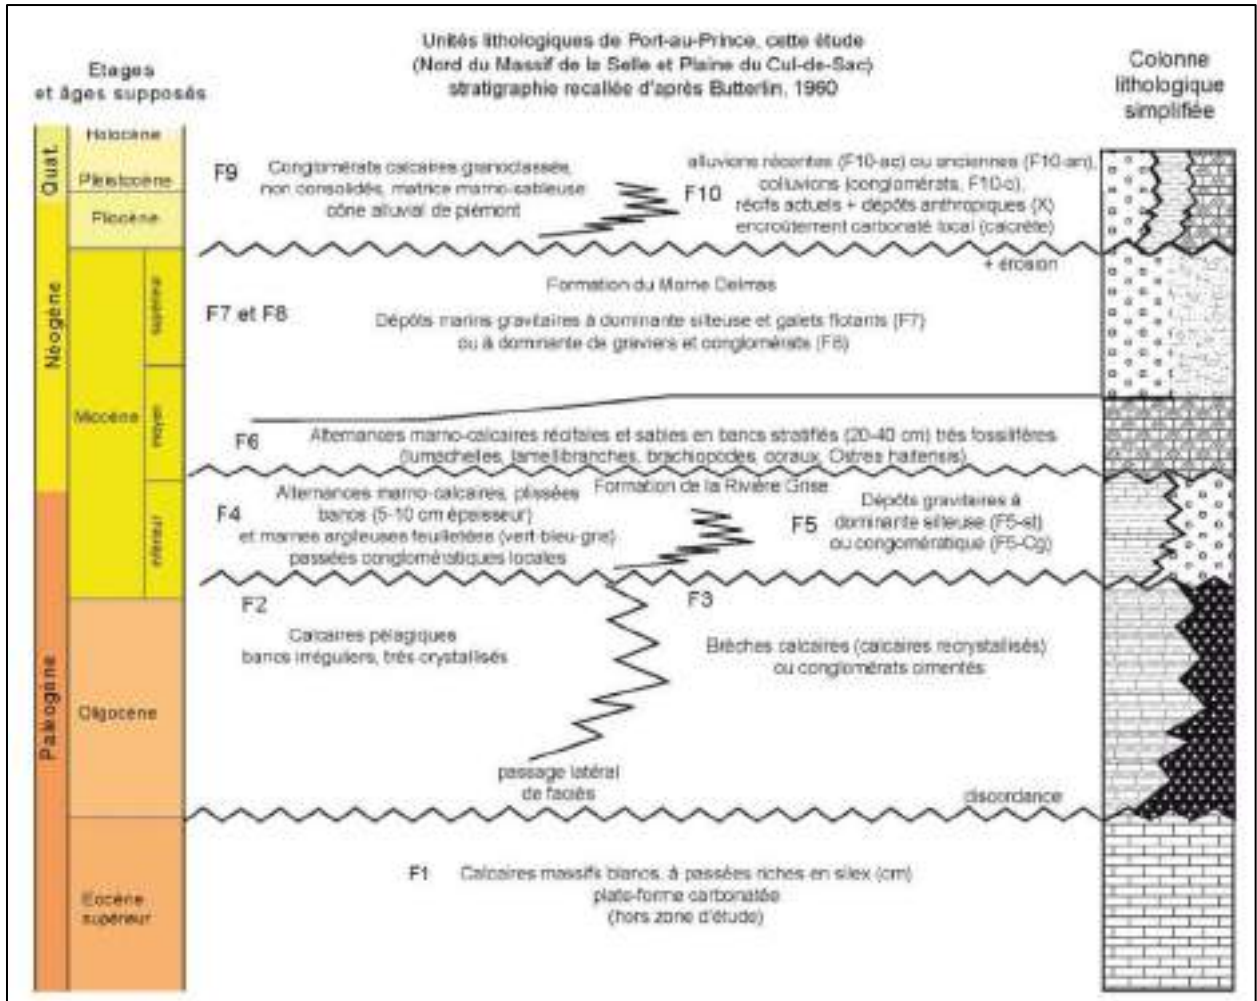 Unités lithologiques de Port-au-Prince, cette étude
(Nord du Massif de la Selle et Plaine du Cul-de-Sac)
stratigraphie recallée d'après Butterlin, 1960
Etages
et âges supposés
Colonne
lithologique
simplifiée
Quat.
Néogène
Paléogène
Holocène
Pleistocène
Pliocène
Miocène
supérieur
moyen
inférieur
Oligocène
Eocène
supérieur
F9
Conglomérats calcaires granoclassés,
non consolidés, matrice marno-sableuse
cône alluvial de piémont
F10
alluvions récentes (F10-ac) ou anciennes (F10-an),
colluvions (conglomérats, F10-c),
récifs actuels + dépôts anthropiques (X)
encroûtement carbonaté local (calcrète)
+ érosion
Formation du Morne Delmas
F7 et F8
Dépôts marins gravitaires à dominante silteuse et galets flotants (F7)
ou à dominante de graviers et conglomérats (F8)
F6
Alternances marno-calcaires récifales et sables en bancs stratifiés (20-40 cm) très fossilifères
(lumachelles, lamellibranches, brachiopodes, coraux, Ostrea haitensis)
Formation de la Rivière Grise
F4
Alternances marno-calcaires, plissées
bancs (5-10 cm épaisseur)
et marnes argileuses feuilletées (vert-bleu-gris)
passées conglomératiques locales
F5
Dépôts gravitaires à
dominante silteuse (F5-st)
ou congomératique (F5-Cg)
F2
Calcaires pélagiques
bancs irréguliers, très crystallisés
F3
Brèches calcaires (calcaires recrystallisés)
ou conglomérats cimentés
passage latéral
de faciès
discordance
F1
Calcaires massifs blancs, à passées riches en silex (cm)
plate-forme carbonatée
(hors zone d'étude)